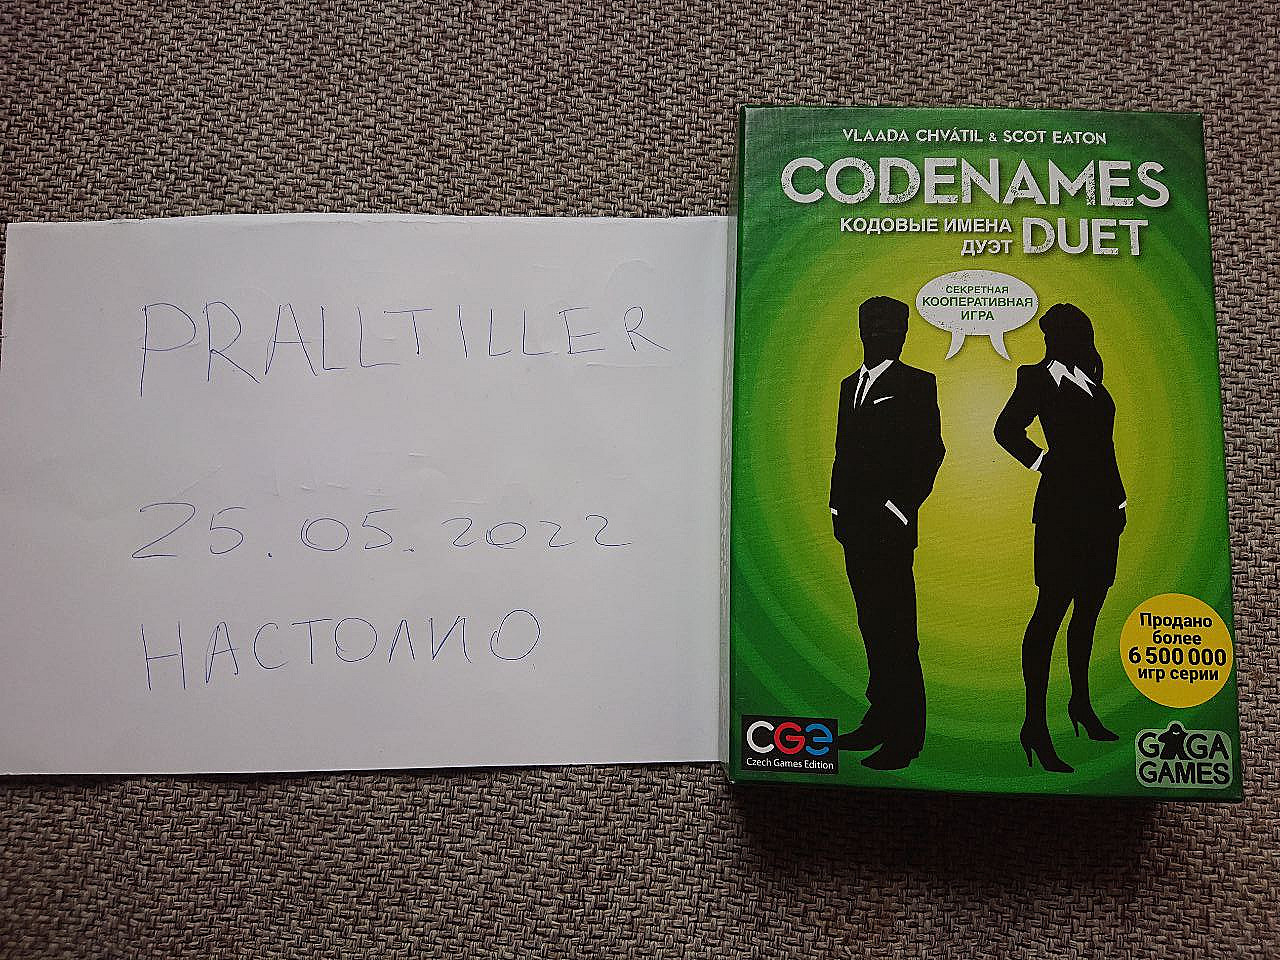 PRALLTILLER
25.05.2022
НАСТОЛИО
VLAADA CHVÁTIL & SCOT EATON
CODENAMES
КОДОВЫЕ ИМЕНА
ДУЭТ
DUET
СЕКРЕТНАЯ
КООПЕРАТИВНАЯ
ИГРА
Продано
более
6 500 000
игр серии
CGE
Czech Games Edition
GAGA
GAMES